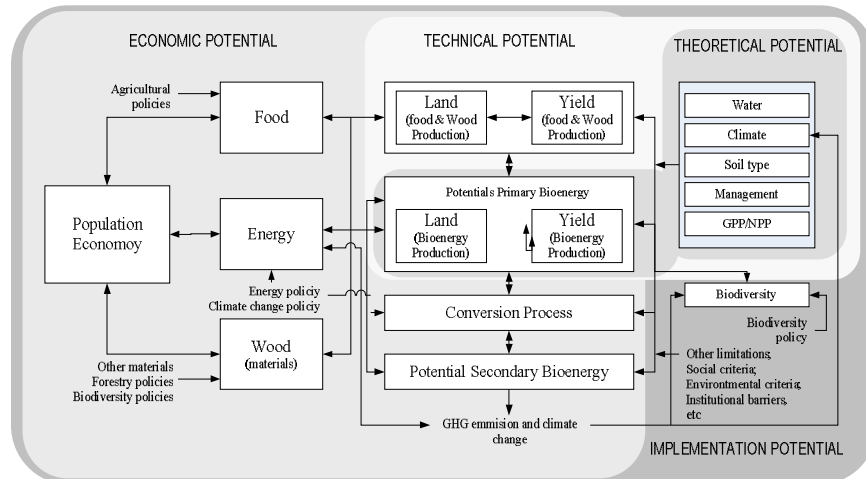 ECONOMIC POTENTIAL
TECHNICAL POTENTIAL
THEORETICAL POTENTIAL
Agricultural
policies
Food
Land
(food & Wood
Production)
Yield
(food & Wood
Production)
Water
Climate
Soil type
Management
GPP/NPP
Population
Economoy
Energy
Potentials Primary Bioenergy
Land
(Bioenergy
Production)
Yield
(Bioenergy
Production)
Energy policiy
Climate change policiy
Conversion Process
Biodiversity
Biodiversity
policy
Wood
(materials)
Other materials
Forestry policies
Biodiversity policies
Potential Secondary Bioenergy
Other limitations;
Social criteria;
Environtmental criteria;
Institutional barriers,
etc
GHG emmision and climate
change
IMPLEMENTATION POTENTIAL